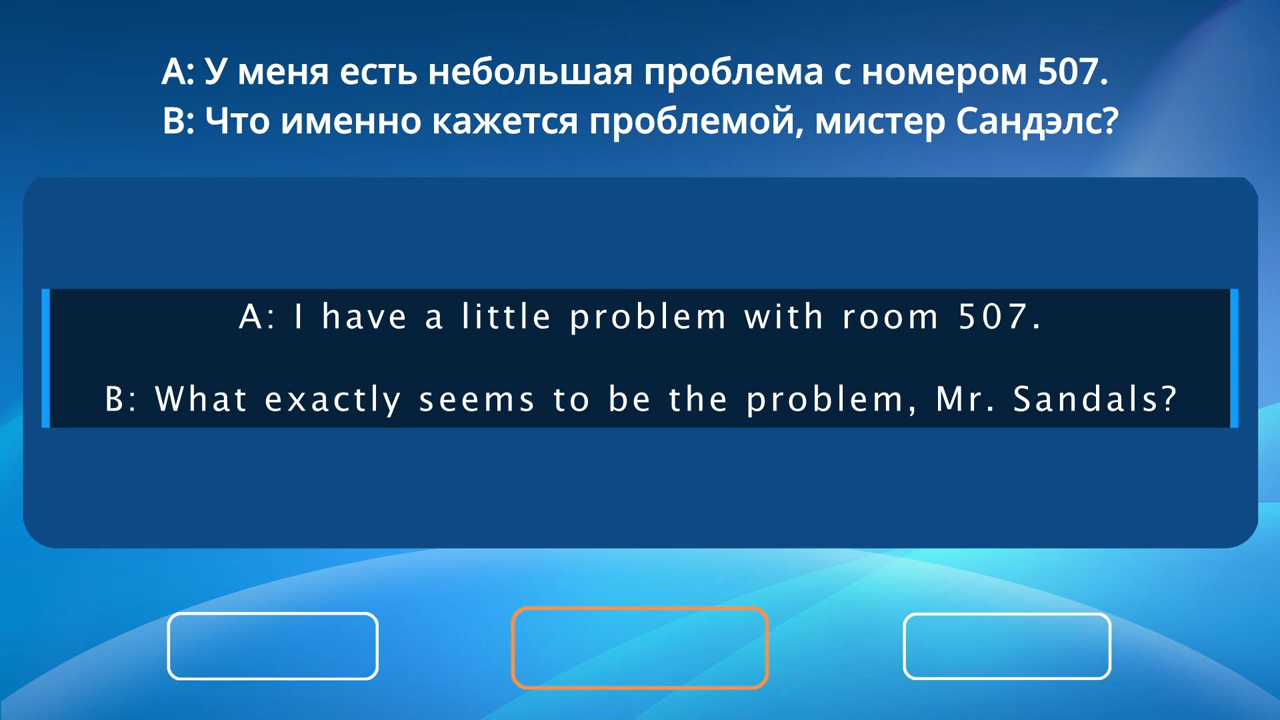 A: У меня есть небольшая проблема с номером 507.
B: Что именно кажется проблемой, мистер Сандэлс?
A: I have a little problem with room 507.
B: What exactly seems to be the problem, Mr. Sandals?